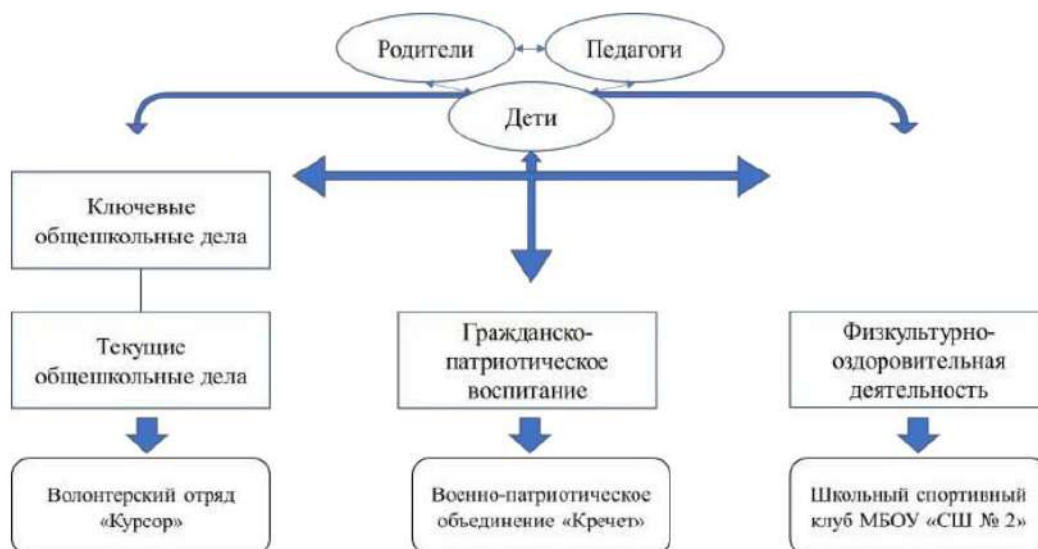 Родители
Педагоги
Дети
Ключевые
общешкольные дела
Текущие
общешкольные дела
Гражданско-
патриотическое
воспитание
Физкультурно-
оздоровительная
деятельность
Волонтерский отряд
«Курсор»
Военно-патриотическое
объединение «Кречет»
Школьный спортивный
клуб МБОУ «СШ № 2»